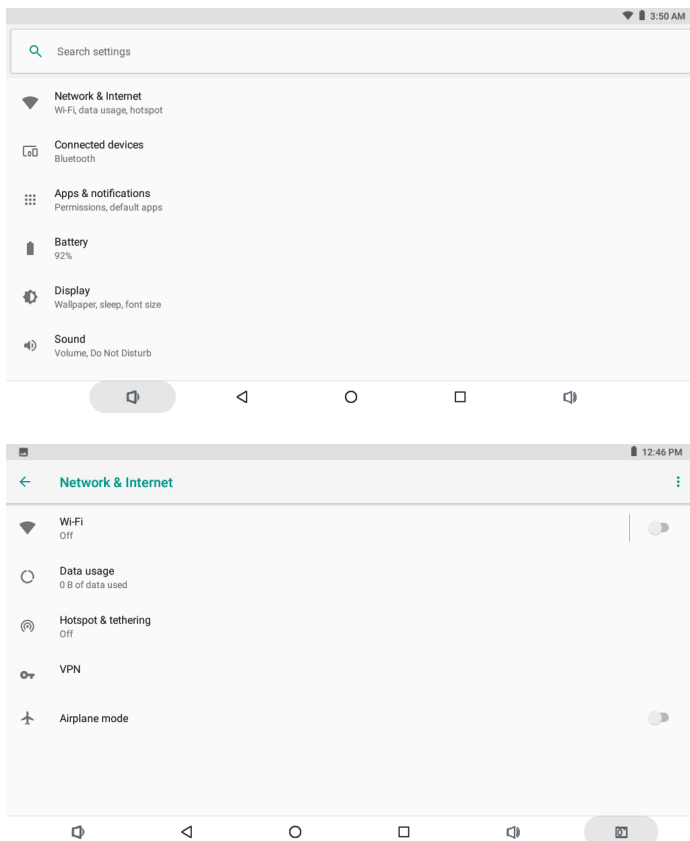 3:50 AM
Search settings
Network & Internet
Wi-Fi, data usage, hotspot
Connected devices
Bluetooth
Apps & notifications
Permissions, default apps
Battery
92%
Display
Wallpaper, sleep, font size
Sound
Volume, Do Not Disturb
12:46 PM
Network & Internet
Wi-Fi
Off
Data usage
0 B of data used
Hotspot & tethering
Off
VPN
Airplane mode